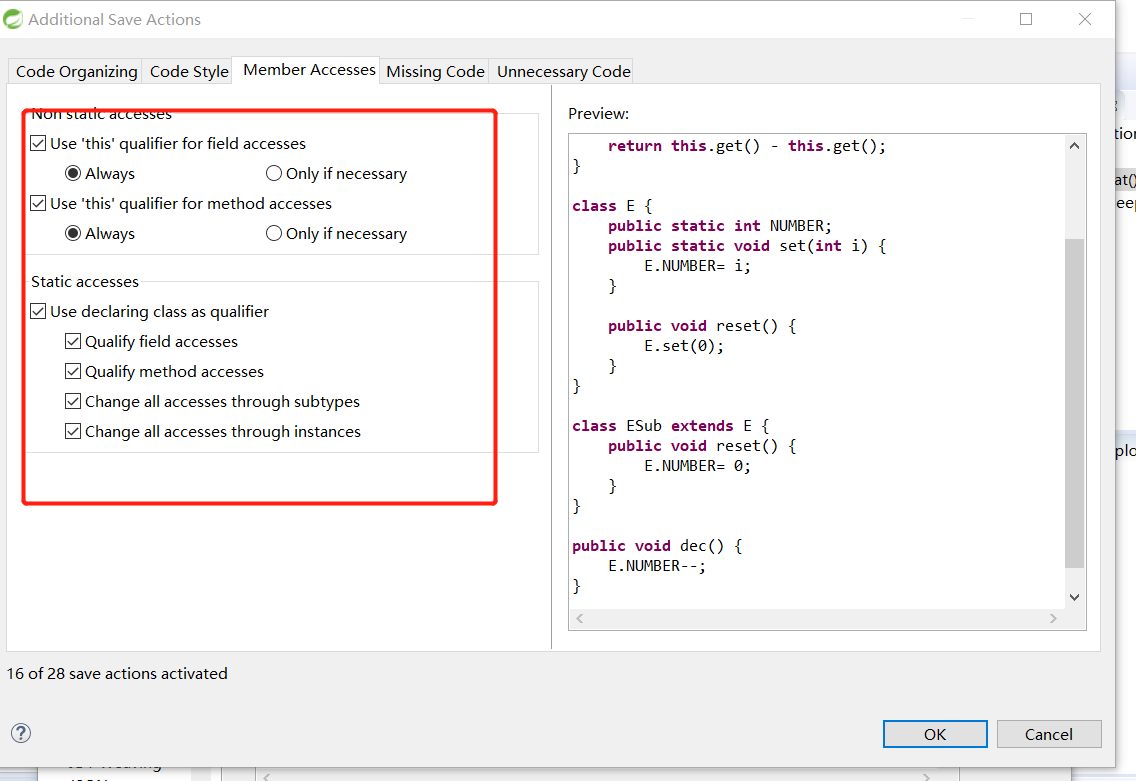 Additional Save Actions
Code Organizing Code Style Member Accesses Missing Code Unnecessary Code
Non static accesses
Use 'this' qualifier for field accesses
Always Only if necessary
Use 'this' qualifier for method accesses
Always Only if necessary
Static accesses
Use declaring class as qualifier
Qualify field accesses
Qualify method accesses
Change all accesses through subtypes
Change all accesses through instances
Preview:
return this.get() - this.get();
}
class E {
public static int NUMBER;
public static void set(int i) {
E.NUMBER= i;
}
public void reset() {
E.set(0);
}
}
class ESub extends E {
public void reset() {
E.NUMBER= 0;
}
}
public void dec() {
E.NUMBER--;
}
16 of 28 save actions activated
?
OK Cancel